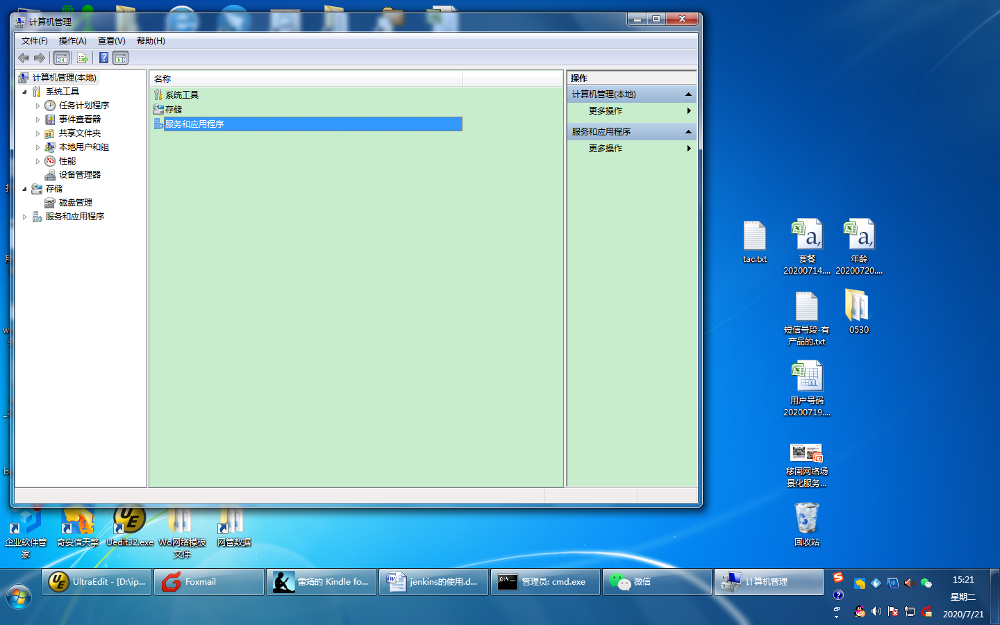 计算机管理
文件(F) 操作(A) 查看(V) 帮助(H)
计算机管理(本地)
系统工具
任务计划程序
事件查看器
共享文件夹
本地用户和组
性能
设备管理器
存储
磁盘管理
服务和应用程序
名称
系统工具
存储
服务和应用程序
操作
计算机管理(本地)
更多操作
服务和应用程序
更多操作
tac.txt
套餐
20200714....
年龄
20200720....
短信号段-有
产品的.txt
0530
用户号码
20200719....
移固网络场
景化服务...
回收站
企业软件管
家
奇安信天擎
Uedit32.exe
Wo网络模板
文件
网管数据
UltraEdit - [D:\ip...
Foxmail
雷靖的 Kindle fo...
jenkins的使用.d...
管理员: cmd.exe
微信
计算机管理
15:21
星期二
2020/7/21